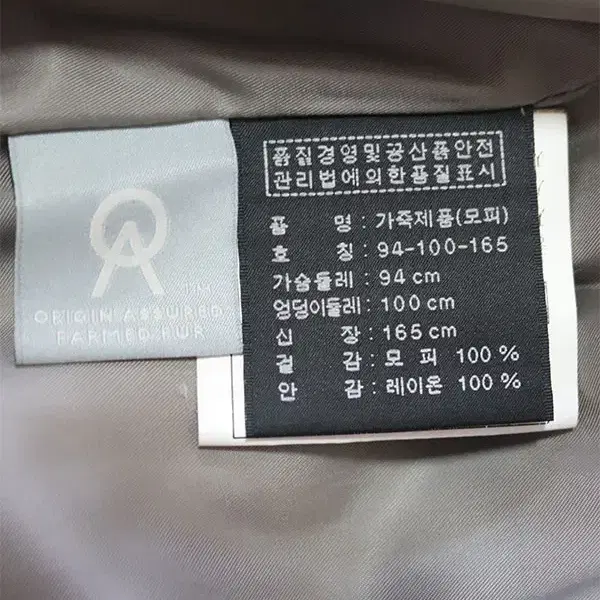 OA
TM
ORIGIN ASSURED
FARMED FUR
품질경영및공산품안전
관리법에의한품질표시
품 명 : 가죽제품(모피)
호 칭 : 94-100-165
가슴둘레 : 94 cm
엉덩이둘레 : 100 cm
신 장 : 165 cm
겉 감 : 모 피 100 %
안 감 : 레이온 100 %